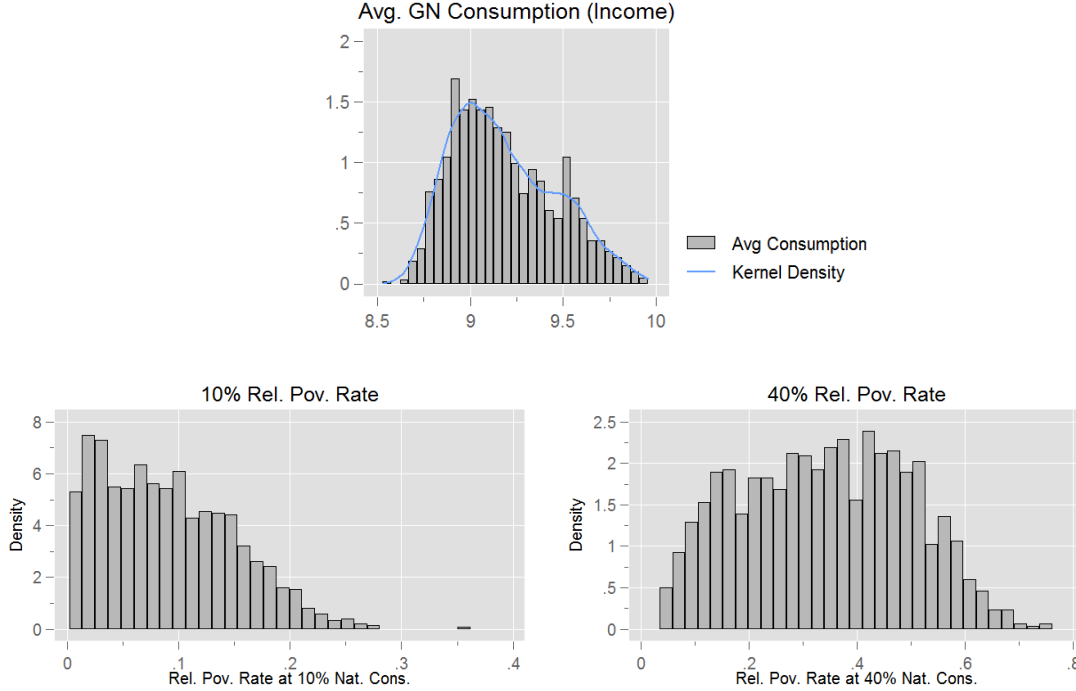 Avg. GN Consumption (Income)
2
1.5
1
.5
0
8.5 9 9.5 10
Avg Consumption
Kernel Density
10% Rel. Pov. Rate
Density
8
6
4
2
0
0 .1 .2 .3 .4
Rel. Pov. Rate at 10% Nat. Cons.
40% Rel. Pov. Rate
Density
2.5
2
1.5
1
.5
0
0 .2 .4 .6 .8
Rel. Pov. Rate at 40% Nat. Cons.